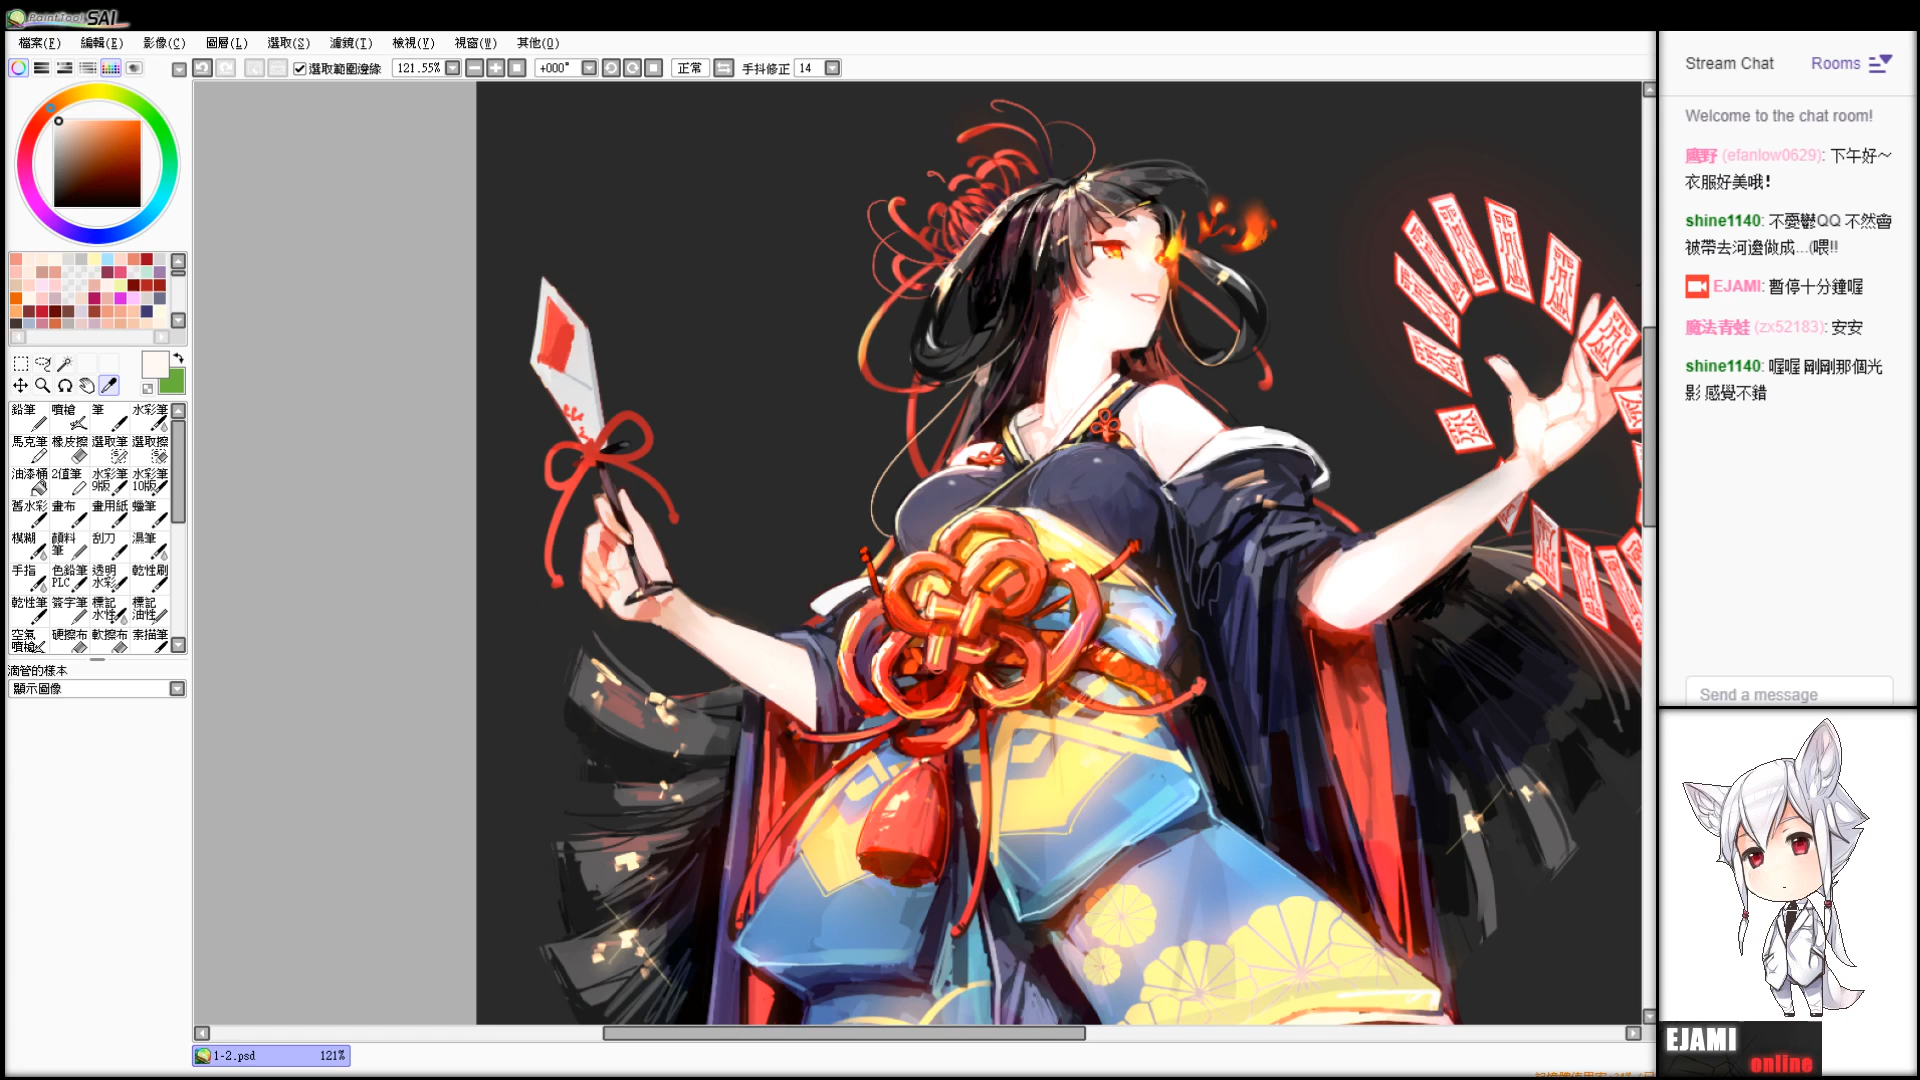 PaintTool SAI
檔案(F) 編輯(E) 影像(C) 圖層(L) 選取(S) 濾鏡(T) 檢視(V) 視窗(W) 其他(O)
選取範圍邊緣 121.55% +000° 正常 手抖修正 14
鉛筆 噴槍 筆 水彩筆
馬克筆 橡皮擦 選取筆 選取擦
油漆桶 2值筆 水彩筆9版 水彩筆10版
舊水彩 畫布 畫用紙 蠟筆
模糊 顏料筆 刮刀 濕筆
手指 色鉛筆PLC 透明水彩 乾性刷
乾性筆 簽字筆 標記水性 標記油性
空氣噴槍 硬擦布 軟擦布 素描筆
滴管的樣本
顯示圖像
1-2.psd 121%
Stream Chat Rooms
Welcome to the chat room!
鷹野 (efanlow0629): 下午好～
衣服好美哦!
shine1140: 不憂鬱QQ 不然會
被帶去河邊做成...(喂!!
EJAMI: 暫停十分鐘喔
魔法青蛙 (zx52183): 安安
shine1140: 喔喔 剛剛那個光
影 感覺不錯
Send a message
EJAMI
online